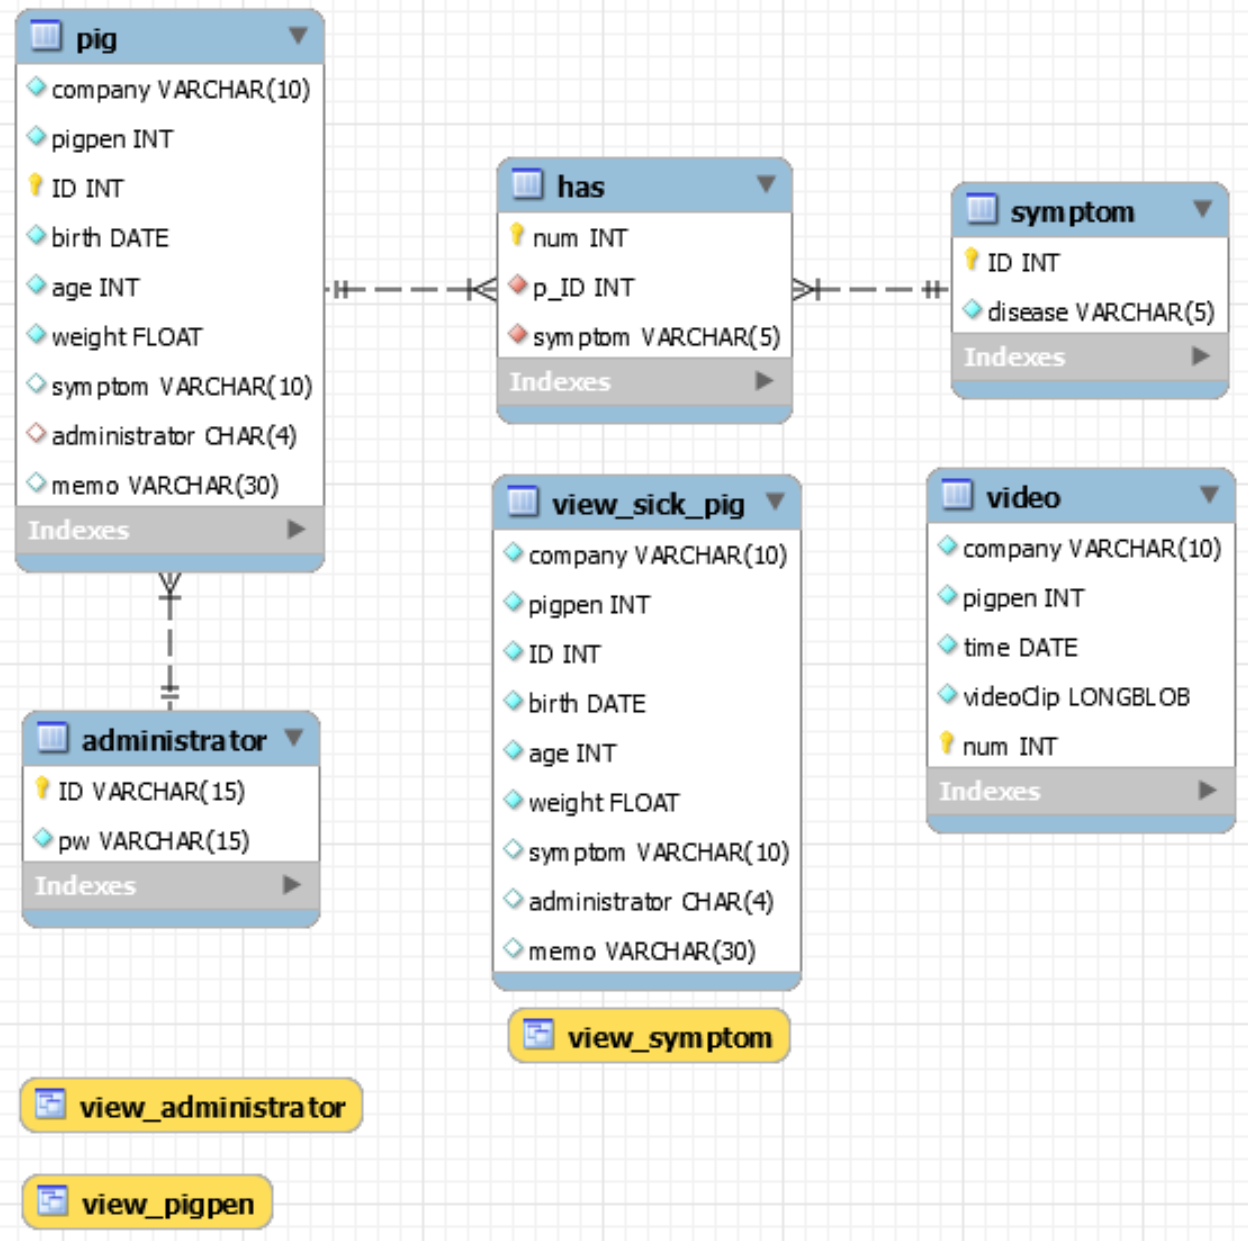 pig
company VARCHAR(10)
pigpen INT
ID INT
birth DATE
age INT
weight FLOAT
symptom VARCHAR(10)
administrator CHAR(4)
memo VARCHAR(30)
Indexes
has
num INT
p_ID INT
symptom VARCHAR(5)
Indexes
symptom
ID INT
disease VARCHAR(5)
Indexes
view_sick_pig
company VARCHAR(10)
pigpen INT
ID INT
birth DATE
age INT
weight FLOAT
symptom VARCHAR(10)
administrator CHAR(4)
memo VARCHAR(30)
video
company VARCHAR(10)
pigpen INT
time DATE
videoClip LONGBLOB
num INT
Indexes
administrator
ID VARCHAR(15)
pw VARCHAR(15)
Indexes
view_symptom
view_administrator
view_pigpen